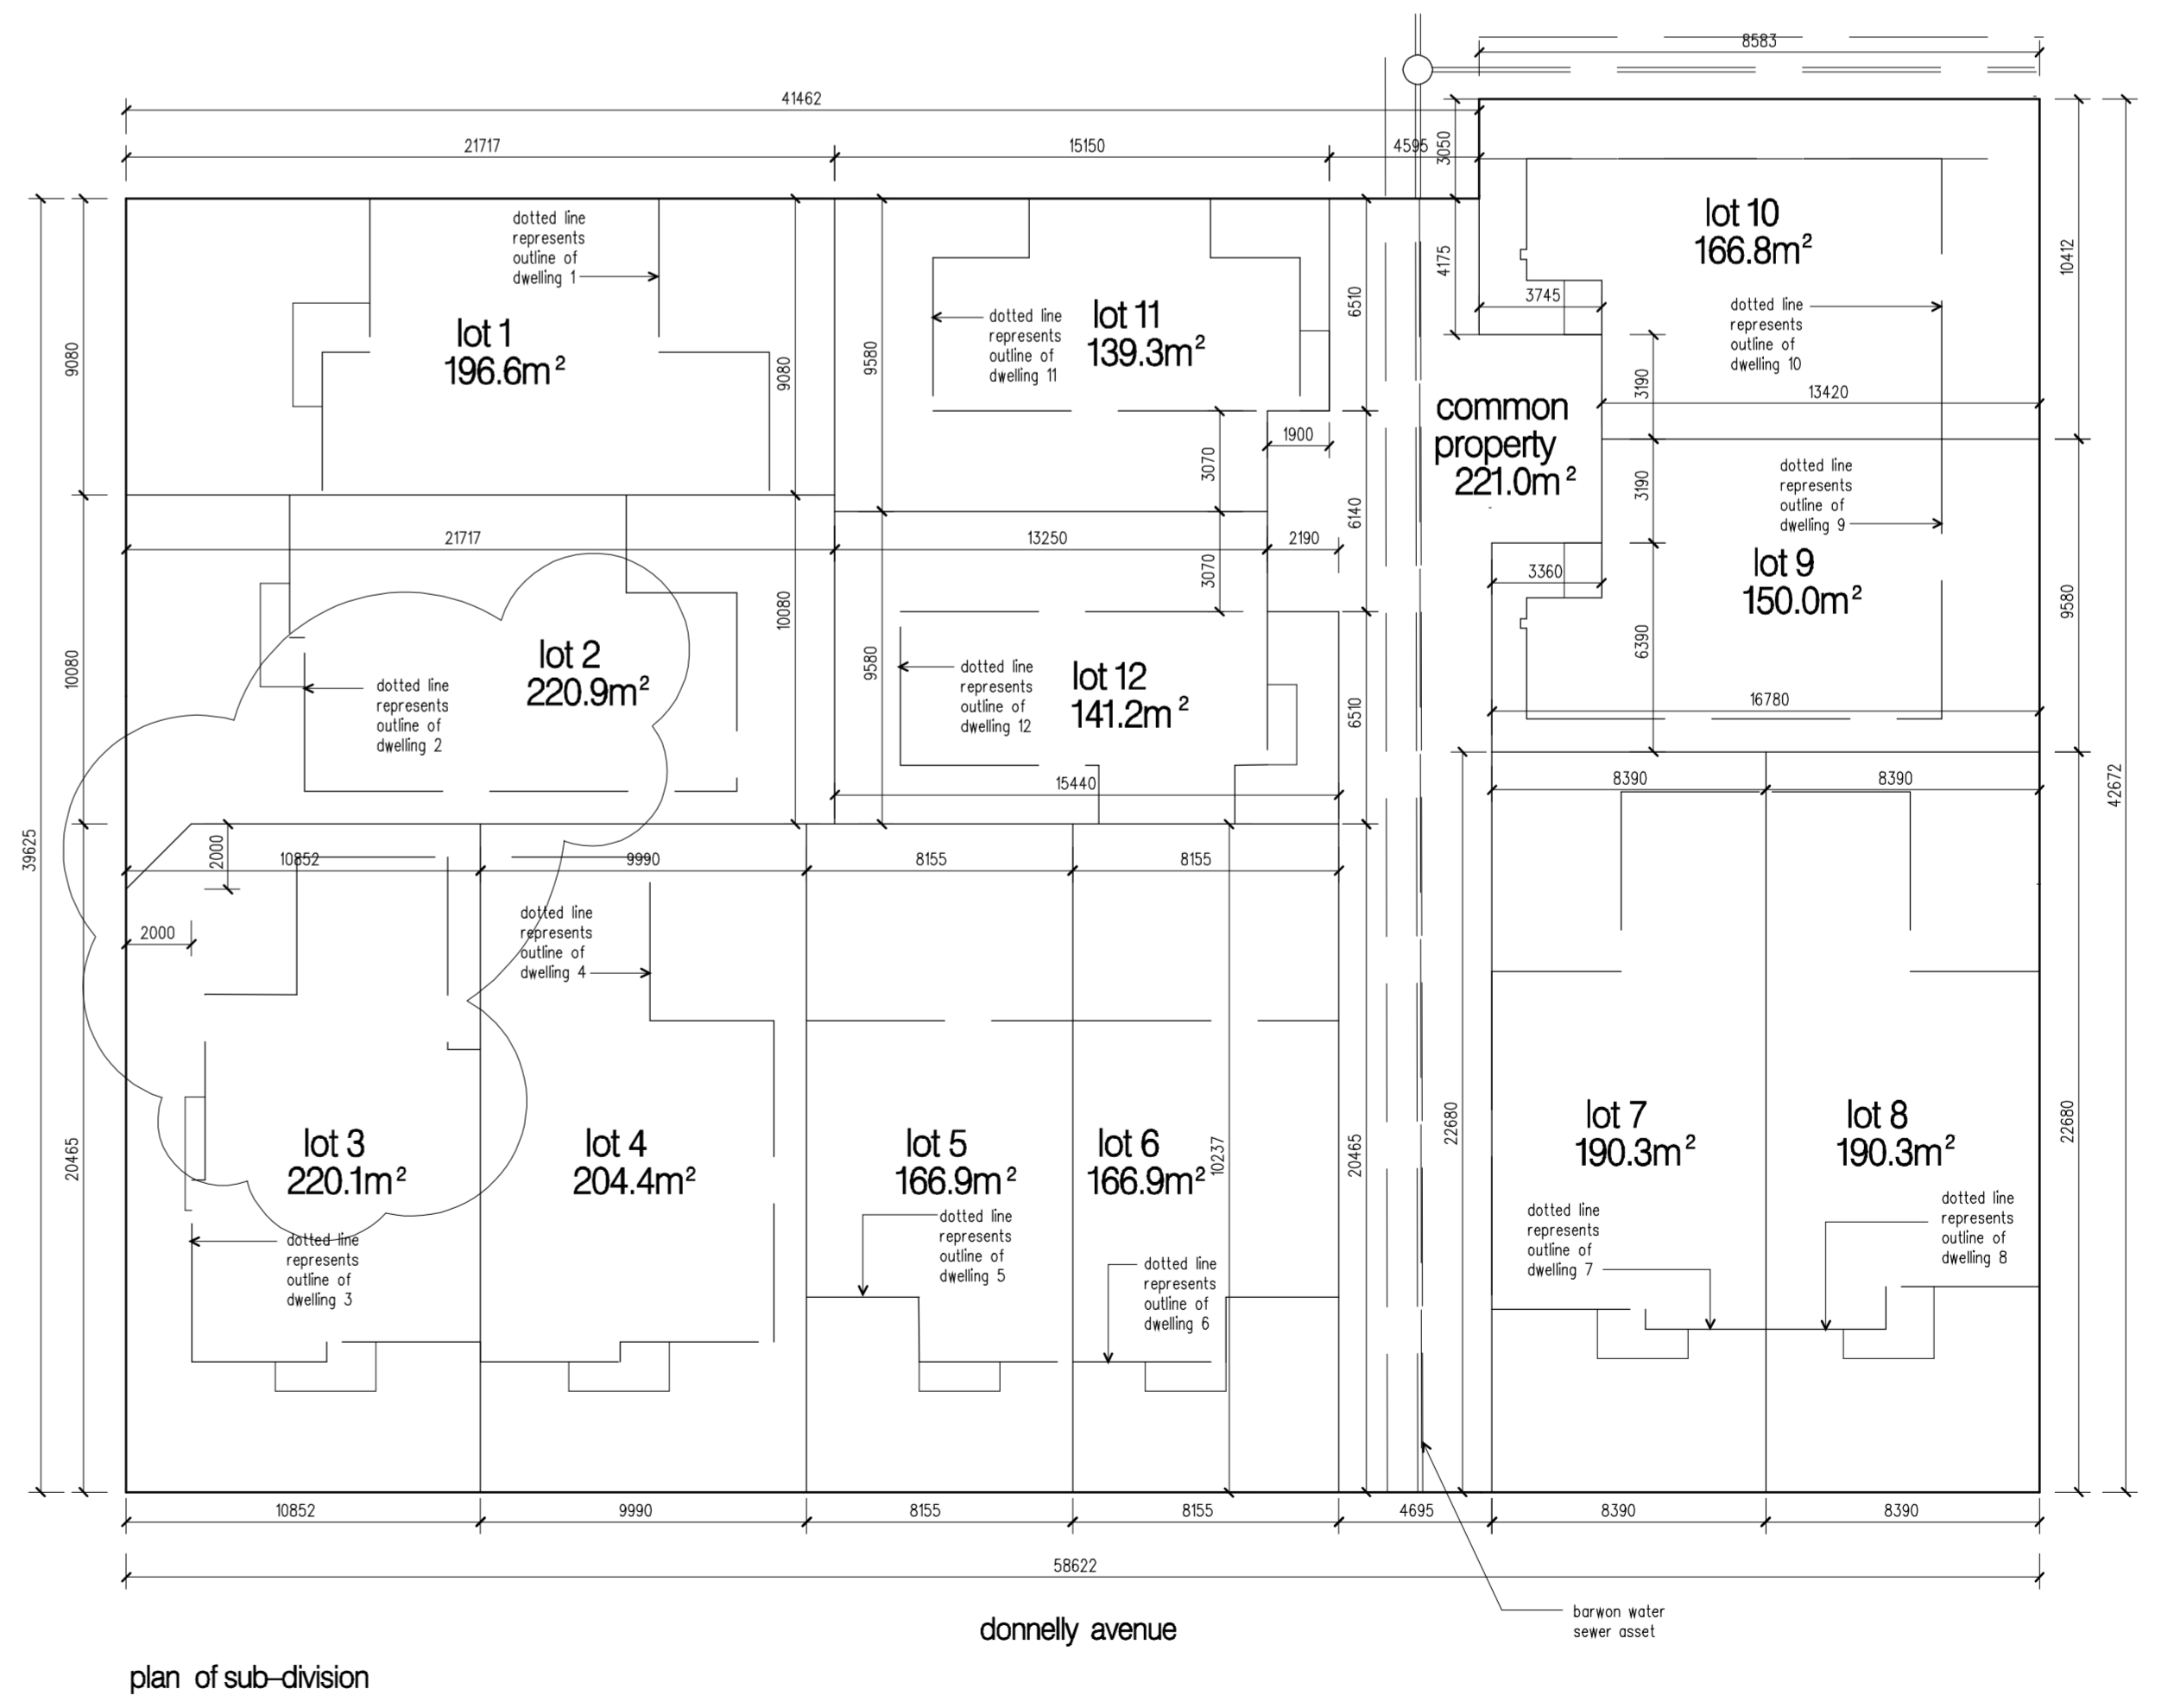 8583
41462
21717
15150
4595
3050
dotted line
represents
outline of
dwelling 1
lot 1
196.6m²
9080
9080
9580
dotted line
represents
outline of
dwelling 11
lot 11
139.3m²
6510
4175
3745
lot 10
166.8m²
dotted line
represents
outline of
dwelling 10
10412
3190
13420
1900
3070
common
property
221.0m²
3190
dotted line
represents
outline of
dwelling 9
21717
13250
2190
6140
3070
3360
lot 9
150.0m²
9580
10080
10080
lot 2
220.9m²
dotted line
represents
outline of
dwelling 2
9580
dotted line
represents
outline of
dwelling 12
lot 12
141.2m²
6510
6390
16780
15440
8390
8390
42672
39625
2000
10852
9990
8155
8155
2000
dotted line
represents
outline of
dwelling 4
20465
lot 3
220.1m²
lot 4
204.4m²
lot 5
166.9m²
lot 6
166.9m²
10237
20465
22680
lot 7
190.3m²
lot 8
190.3m²
22680
dotted line
represents
outline of
dwelling 3
dotted line
represents
outline of
dwelling 5
dotted line
represents
outline of
dwelling 6
dotted line
represents
outline of
dwelling 7
dotted line
represents
outline of
dwelling 8
10852
9990
8155
8155
4695
8390
8390
58622
barwon water
sewer asset
donnelly avenue
plan of sub-division